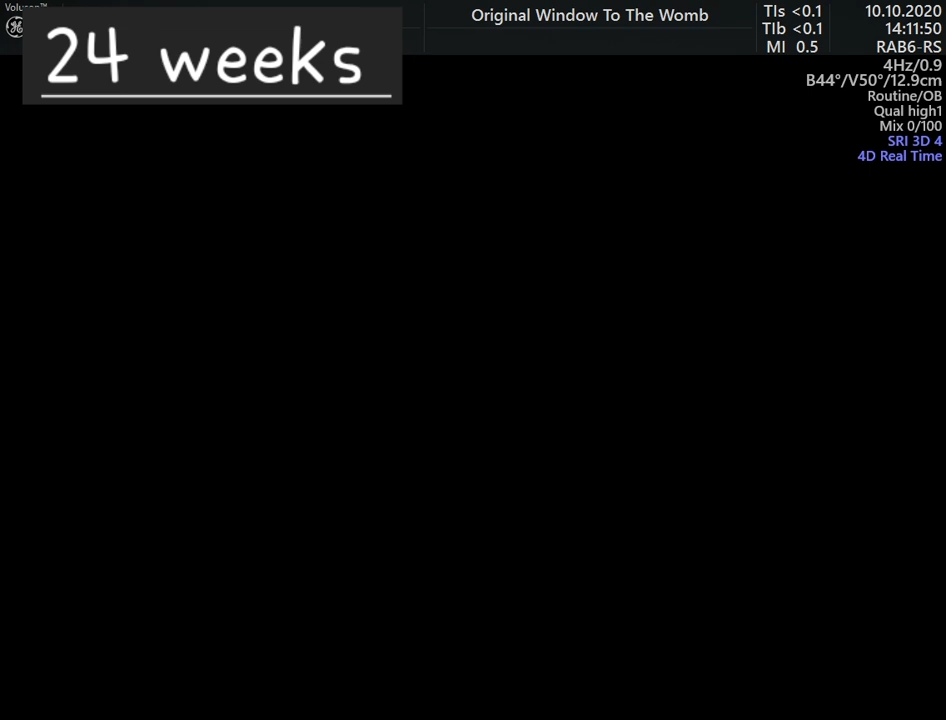 Voluson™
24 weeks
Original Window To The Womb
TIs <0.1
TIb <0.1
MI 0.5
10.10.2020
14:11:50
RAB6-RS
4Hz/0.9
B44°/V50°/12.9cm
Routine/OB
Qual high1
Mix 0/100
SRI 3D 4
4D Real Time